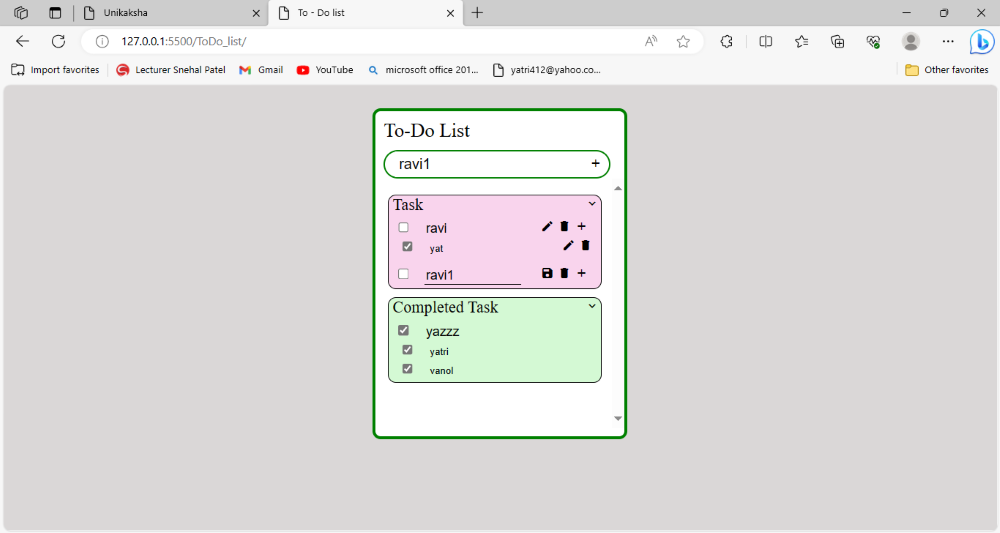 Unikaksha
To - Do list
127.0.0.1:5500/ToDo_list/
Import favorites
Lecturer Snehal Patel
Gmail
YouTube
microsoft office 201...
yatri412@yahoo.co...
Other favorites
To-Do List
ravi1
Task
ravi
yat
ravi1
Completed Task
yazzz
yatri
vanol